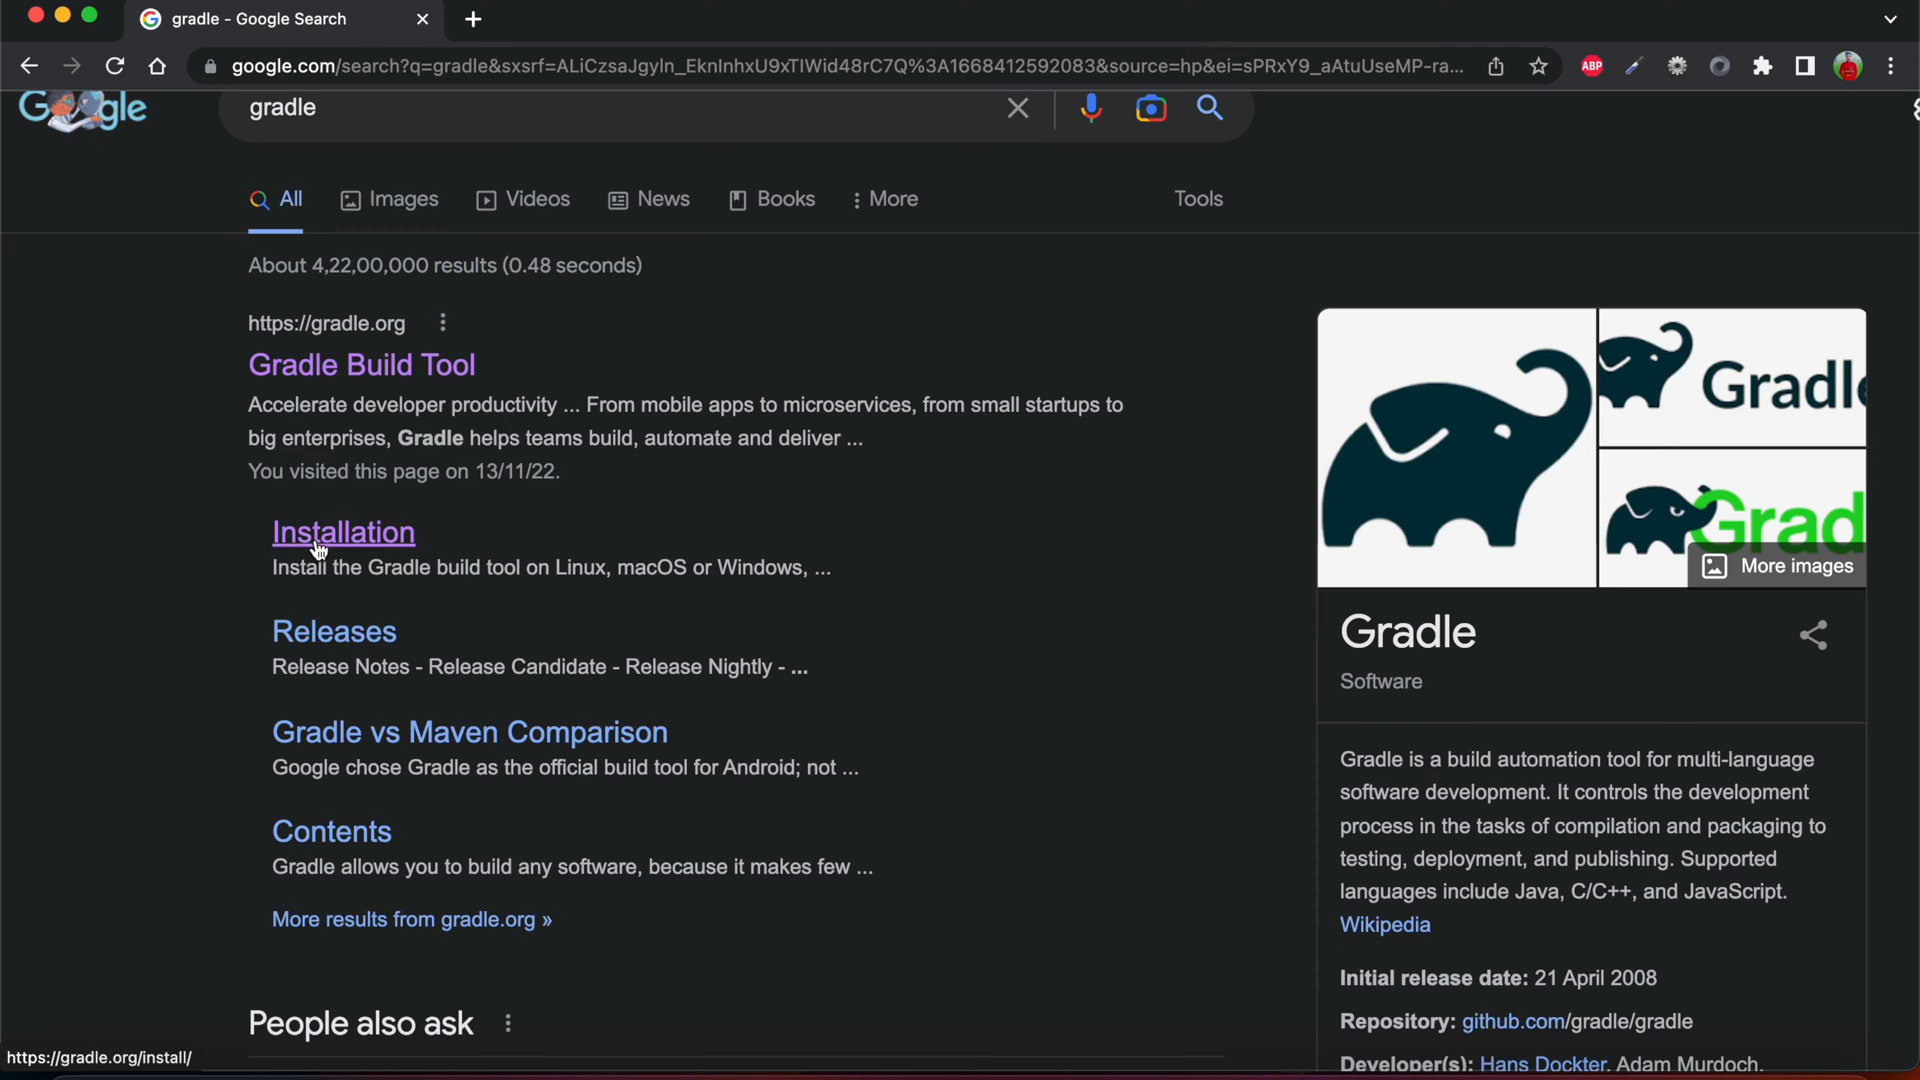 gradle - Google Search
google.com/search?q=gradle&sxsrf=ALiCzsaJgyln_EknInhxU9xTIWid48rC7Q%3A1668412592083&source=hp&ei=sPRxY9_aAtuUseMP-ra...
ABP
Google
gradle
All
Images
Videos
News
Books
More
Tools
About 4,22,00,000 results (0.48 seconds)
https://gradle.org
Gradle Build Tool
Accelerate developer productivity ... From mobile apps to microservices, from small startups to
big enterprises, Gradle helps teams build, automate and deliver ...
You visited this page on 13/11/22.
Installation
Install the Gradle build tool on Linux, macOS or Windows, ...
Releases
Release Notes - Release Candidate - Release Nightly - ...
Gradle vs Maven Comparison
Google chose Gradle as the official build tool for Android; not ...
Contents
Gradle allows you to build any software, because it makes few ...
More results from gradle.org »
People also ask
https://gradle.org/install/
Gradle
Grad
More images
Gradle
Software
Gradle is a build automation tool for multi-language
software development. It controls the development
process in the tasks of compilation and packaging to
testing, deployment, and publishing. Supported
languages include Java, C/C++, and JavaScript.
Wikipedia
Initial release date: 21 April 2008
Repository: github.com/gradle/gradle
Developer(s): Hans Dockter, Adam Murdoch,